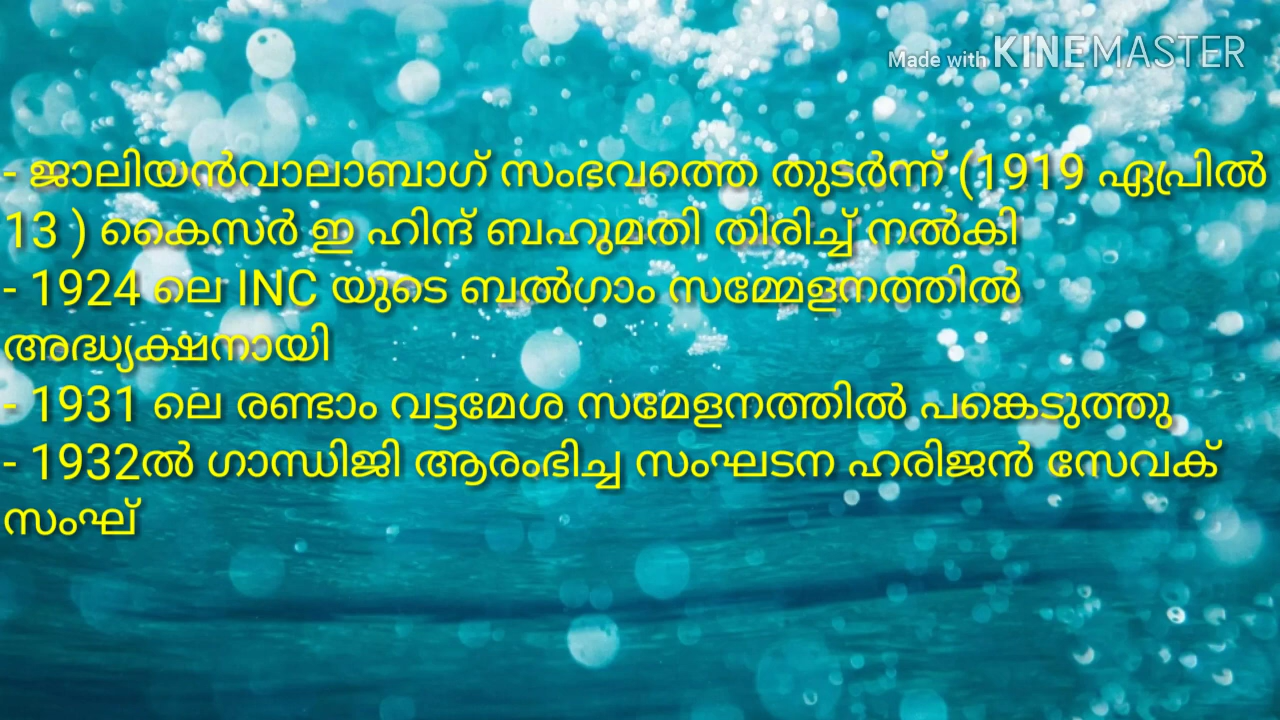 Made with KINEMASTER
- ജാലിയൻവാലാബാഗ് സംഭവത്തെ തുടർന്ന് (1919 ഏപ്രിൽ
13 ) കൈസർ ഇ ഹിന്ദ് ബഹുമതി തിരിച്ച് നൽകി
- 1924 ലെ INC യുടെ ബൽഗാം സമ്മേളനത്തിൽ
അദ്ധ്യക്ഷനായി
- 1931 ലെ രണ്ടാം വട്ടമേശ സമേളനത്തിൽ പങ്കെടുത്തു
- 1932ൽ ഗാന്ധിജി ആരംഭിച്ച സംഘടന ഹരിജൻ സേവക്
സംഘ്